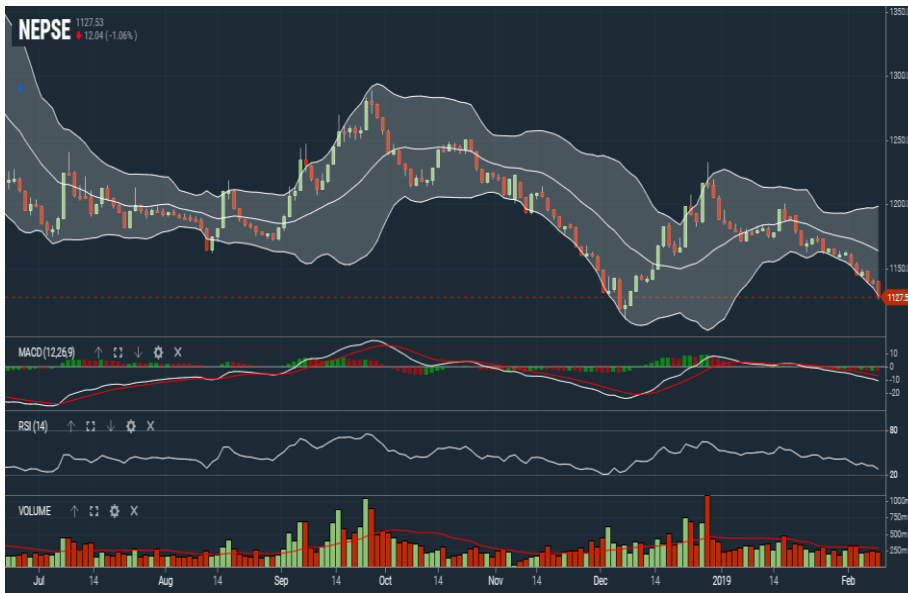 1350.
NEPSE 1127.53
12.04 (-1.06%)
1300.
1250.
1200.
1150.
1127.5
MACD (12,26,9)
10
0
-10
-20
RSI (14)
80
20
VOLUME
1000m
750m
500m
250m
Jul 14 Aug 14 Sep 14 Oct 14 Nov 14 Dec 14 2019 14 Feb